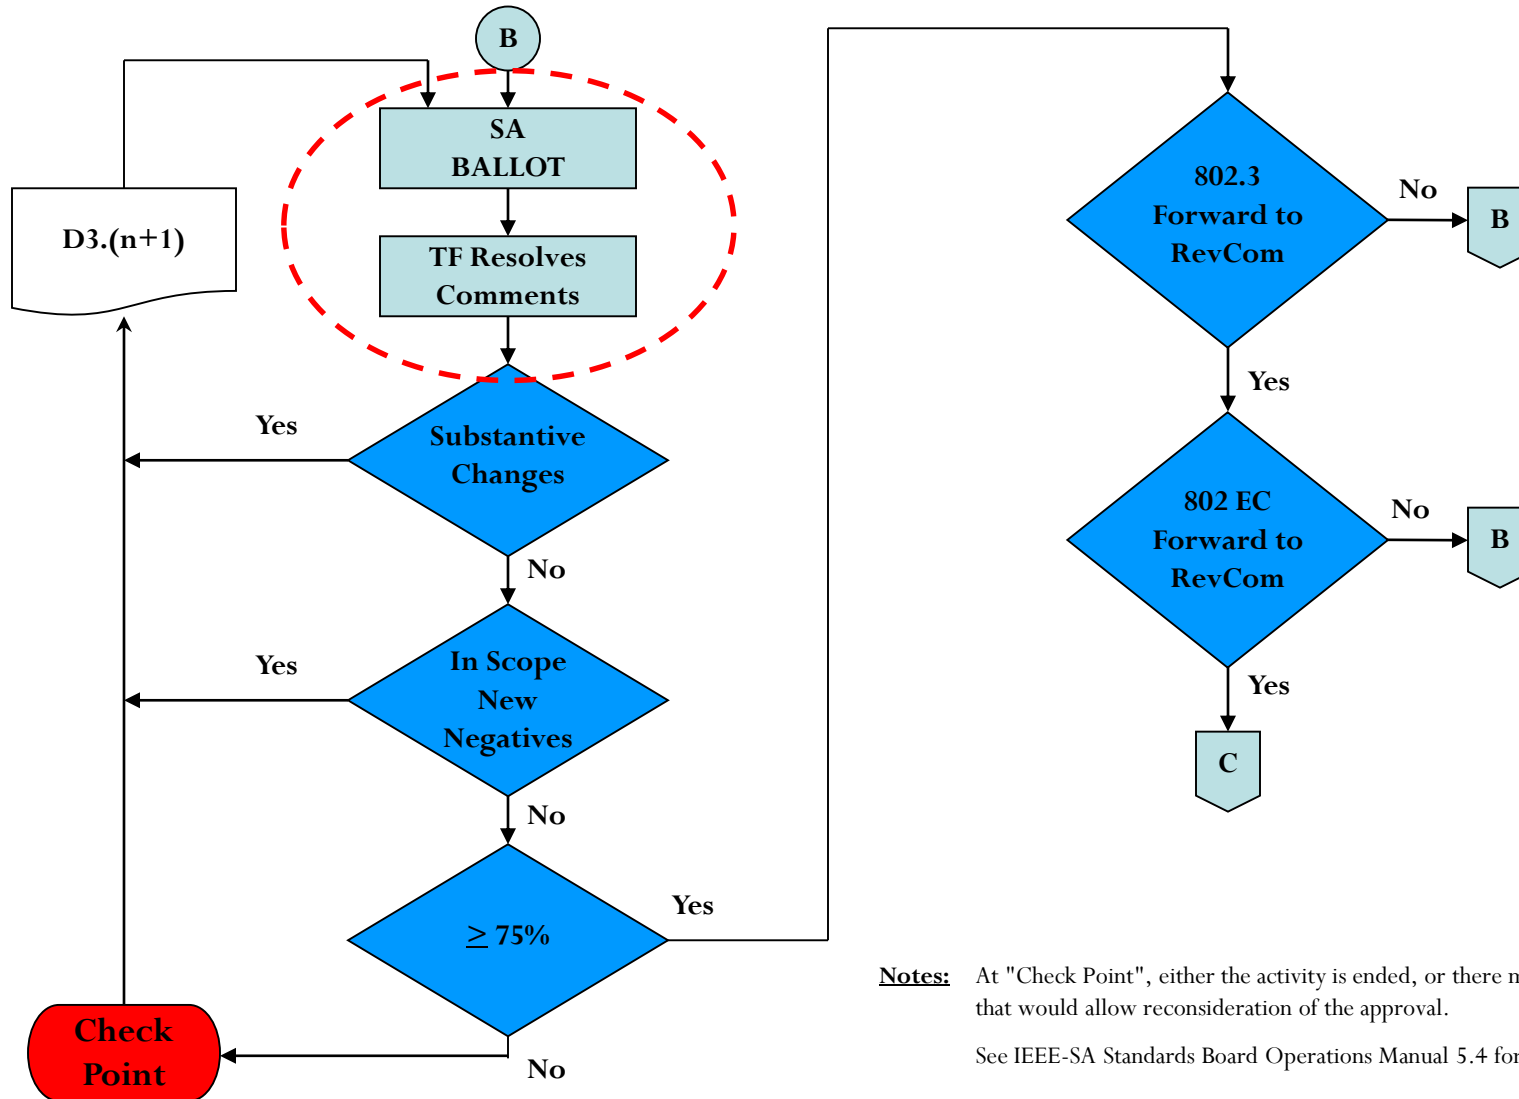 B
SA
BALLOT
TF Resolves
Comments
D3.(n+1)
Substantive
Changes
Yes
No
In Scope
New
Negatives
Yes
No
≥ 75%
Yes
No
Check
Point
802.3
Forward to
RevCom
No
B
Yes
802 EC
Forward to
RevCom
No
B
Yes
C
Notes: At "Check Point", either the activity is ended, or there
that would allow reconsideration of the approval.
See IEEE-SA Standards Board Operations Manual 5.4 for